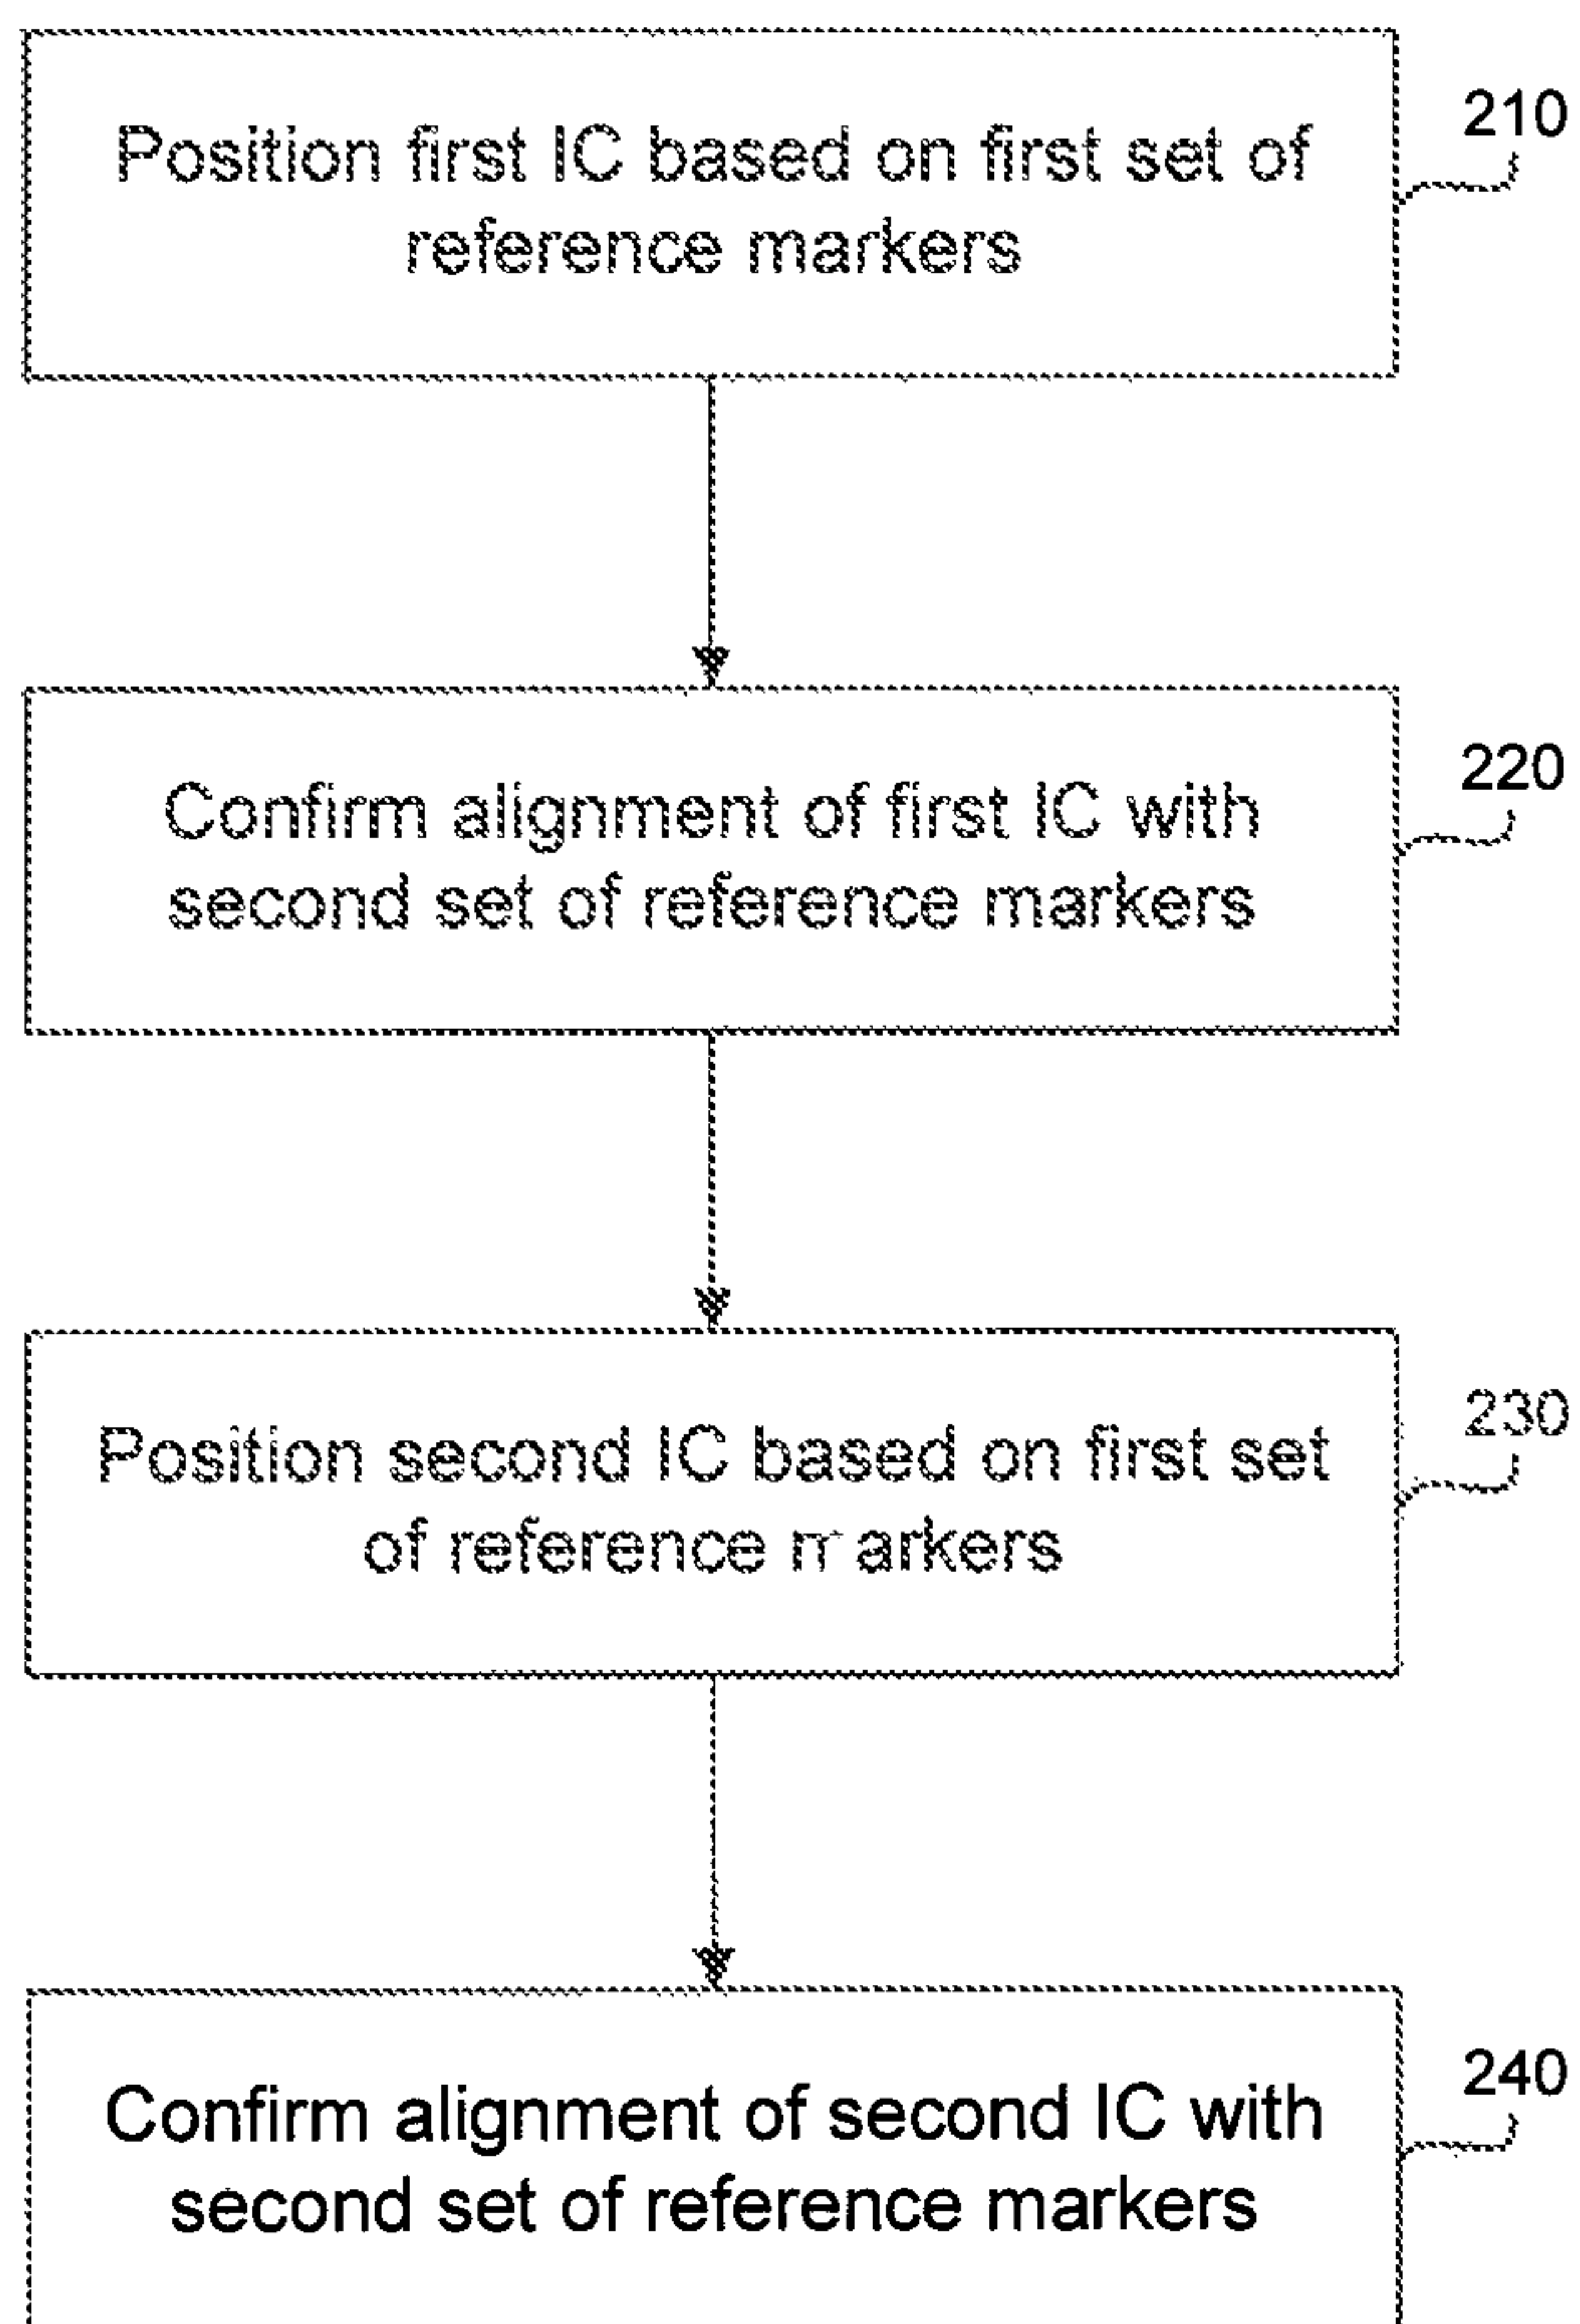 Position first IC based on first set of
reference markers
210
Confirm alignment of first IC with
second set of reference markers
220
Position second IC based on first set
of reference markers
230
Confirm alignment of second IC with
second set of reference markers
240